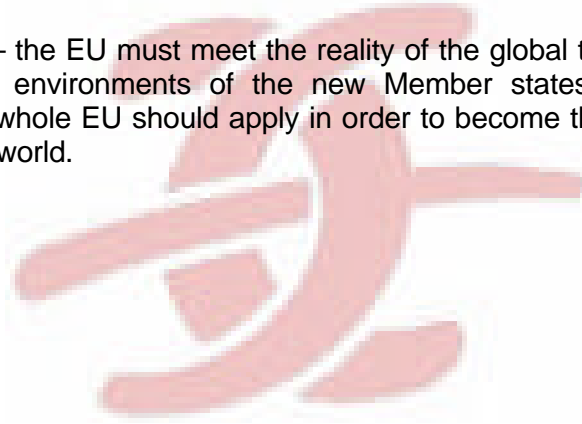 - the EU must meet the reality of the global t
environments of the new Member states
whole EU should apply in order to become th
world.